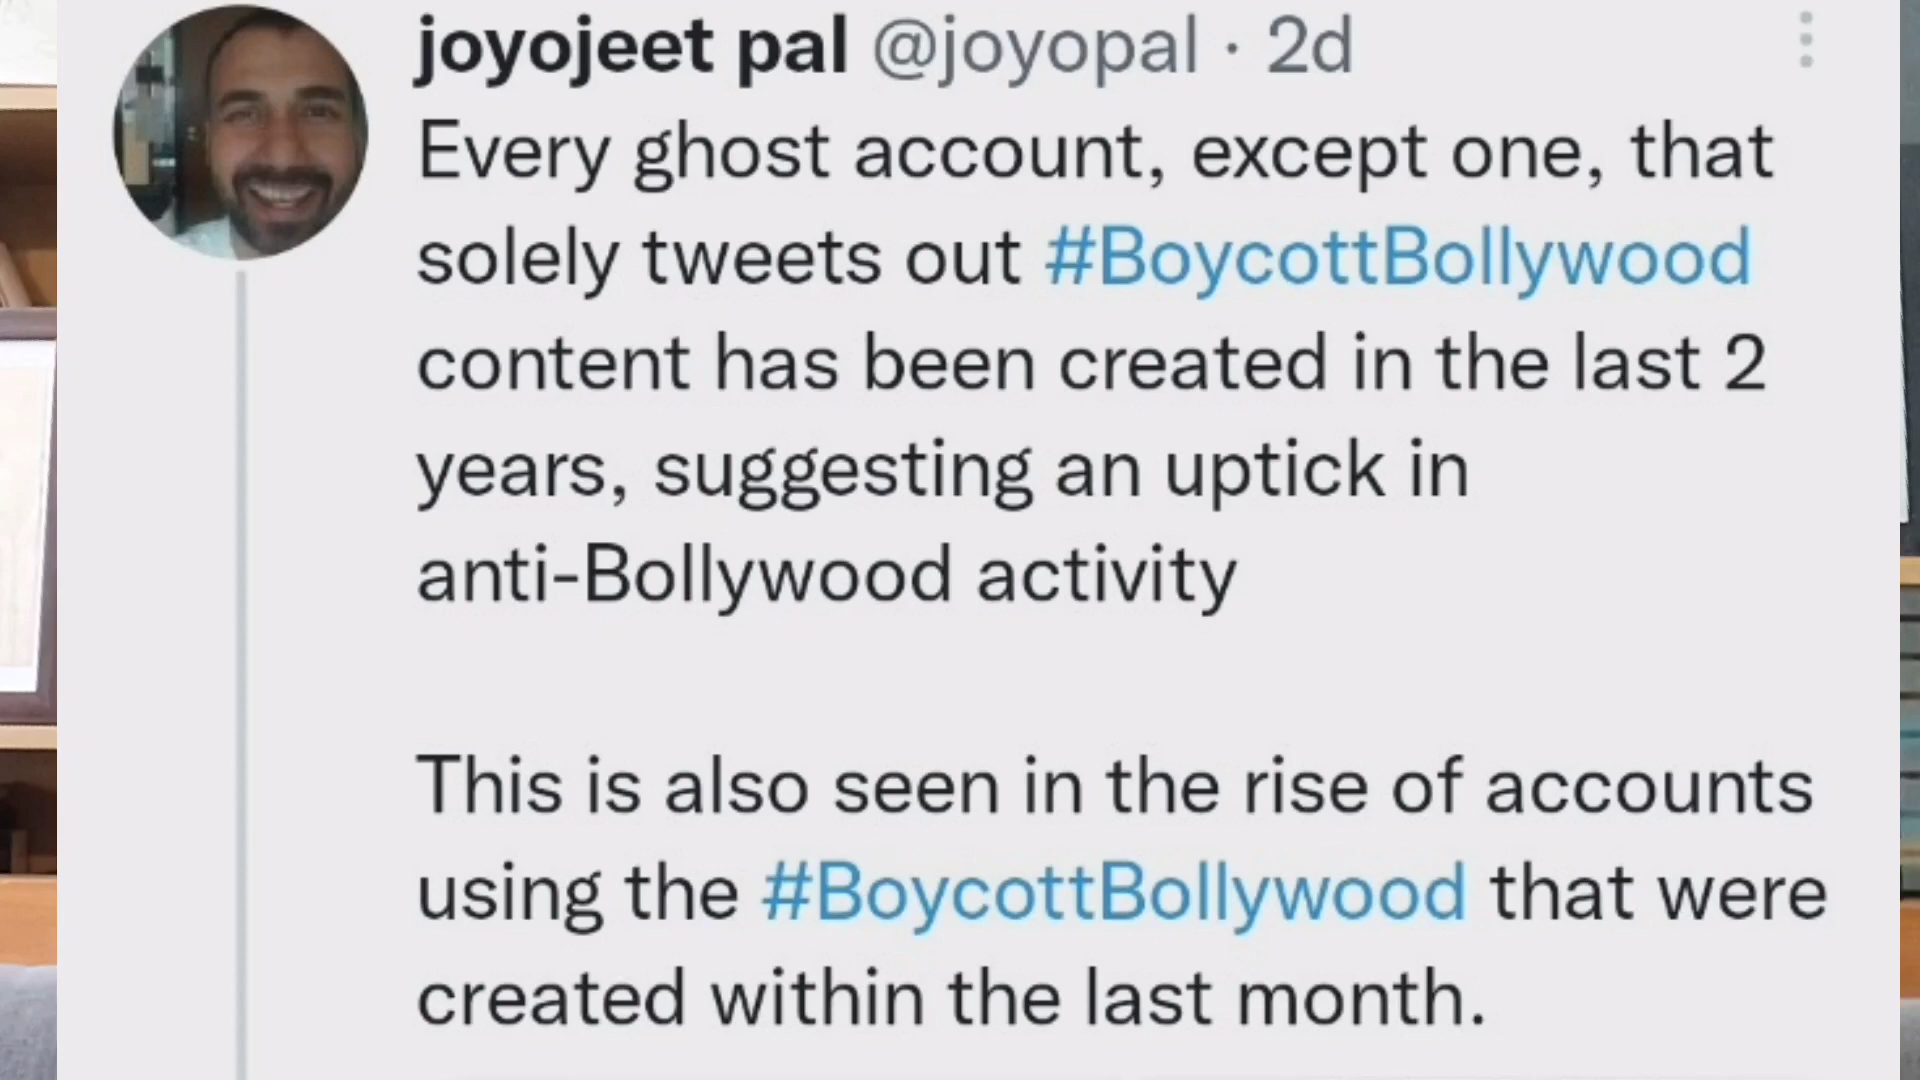 joyojeet pal @joyopal · 2d
Every ghost account, except one, that
solely tweets out #BoycottBollywood
content has been created in the last 2
years, suggesting an uptick in
anti-Bollywood activity
This is also seen in the rise of accounts
using the #BoycottBollywood that were
created within the last month.